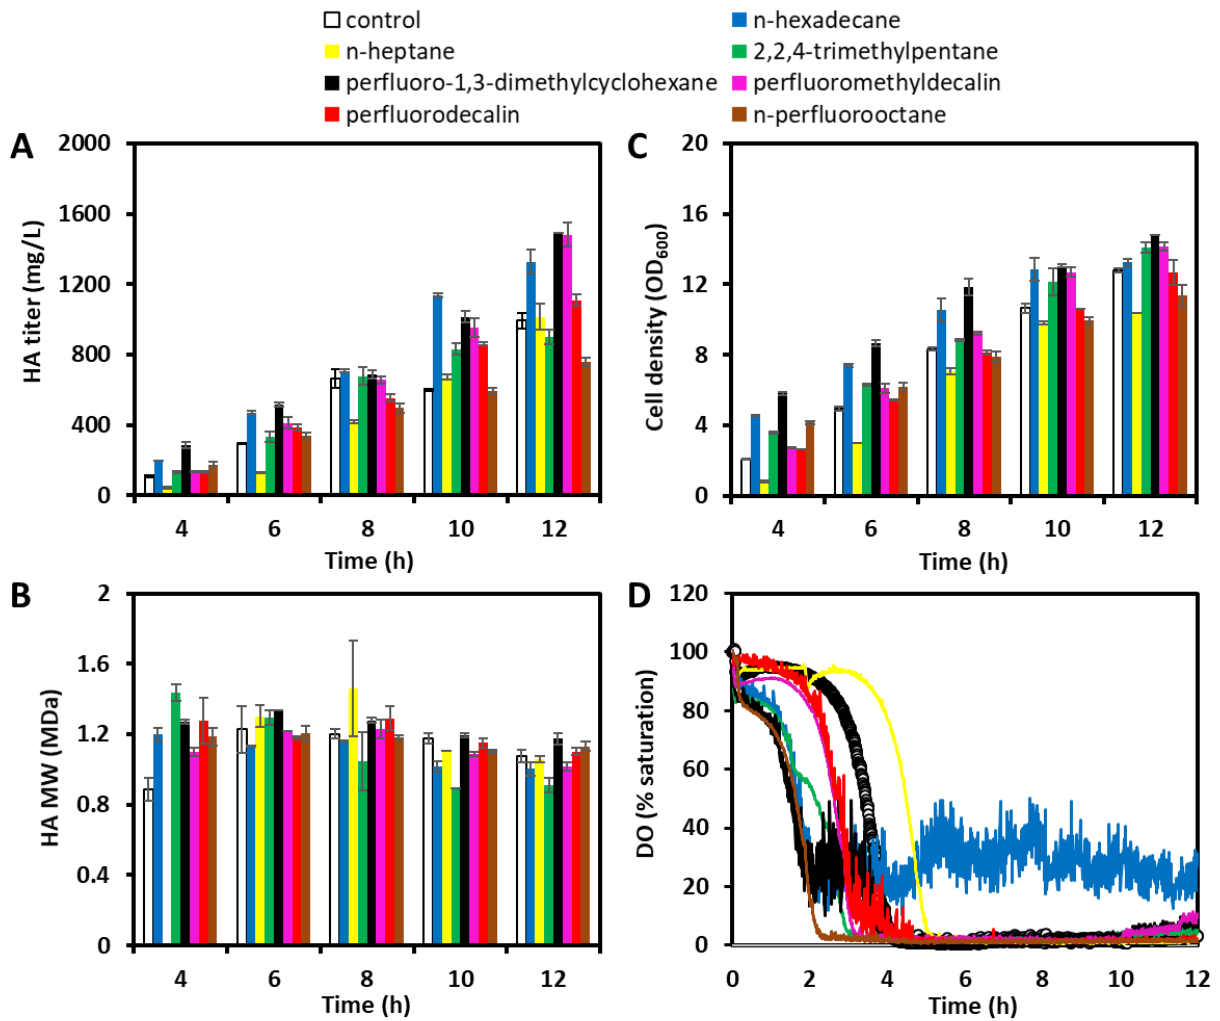 control
n-hexadecane
n-heptane
2,2,4-trimethylpentane
perfluoro-1,3-dimethylcyclohexane
perfluoromethyldecalin
perfluorodecalin
n-perfluorooctane
A
HA titer (mg/L)
2000
1600
1200
800
400
0
4 6 8 10 12
Time (h)
C
Cell density (OD600)
20
16
12
8
4
0
4 6 8 10 12
Time (h)
B
HA MW (MDa)
2
1.6
1.2
0.8
0.4
0
4 6 8 10 12
Time (h)
D
DO (% saturation)
120
100
80
60
40
20
0
0 2 4 6 8 10 12
Time (h)